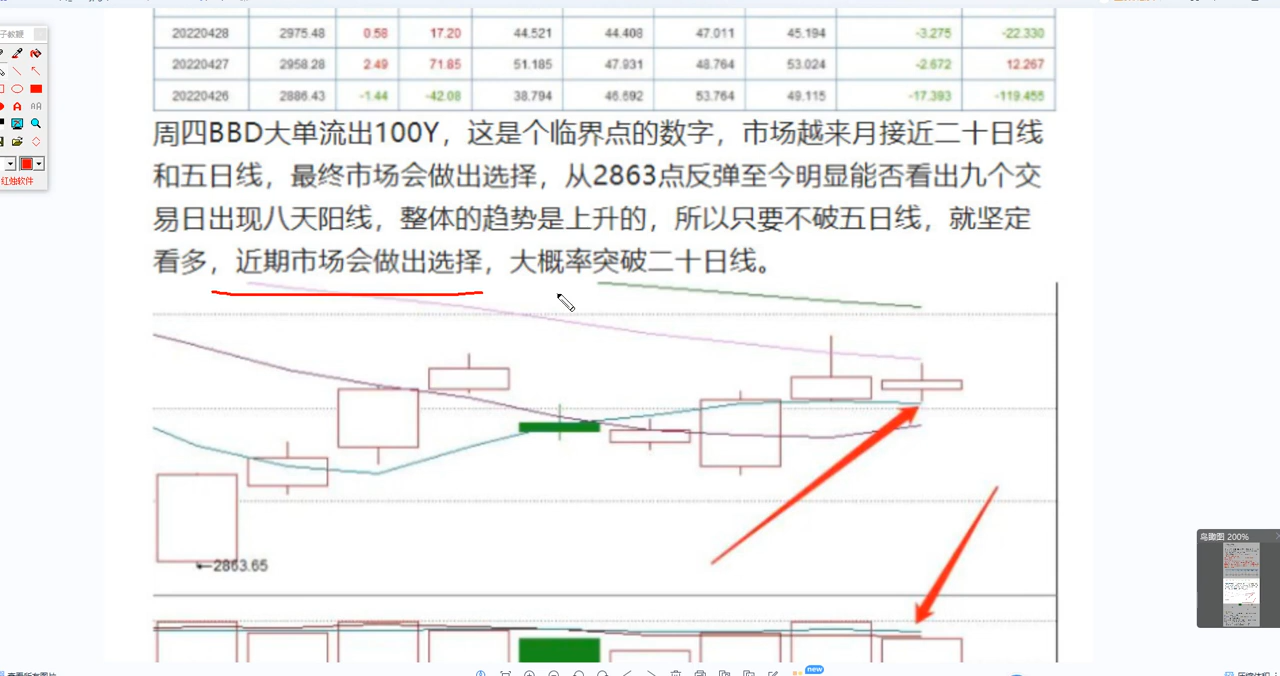 20220428 2975.48 0.58 17.20 44.521 44.408 47.011 45.194 -3.275 -22.330
20220427 2958.28 2.49 71.85 51.185 47.931 48.764 53.024 -2.672 12.267
20220426 2886.43 -1.44 -42.08 38.794 46.692 53.764 49.115 -17.393 -119.455
周四BBD大单流出100Y，这是个临界点的数字，市场越来月接近二十日线
和五日线，最终市场会做出选择，从2863点反弹至今明显能否看出九个交
易日出现八天阳线，整体的趋势是上升的，所以只要不破五日线，就坚定
看多，近期市场会做出选择，大概率突破二十日线。
2863.65
子教鞭
红烛软件
鸟瞰图 200%
new